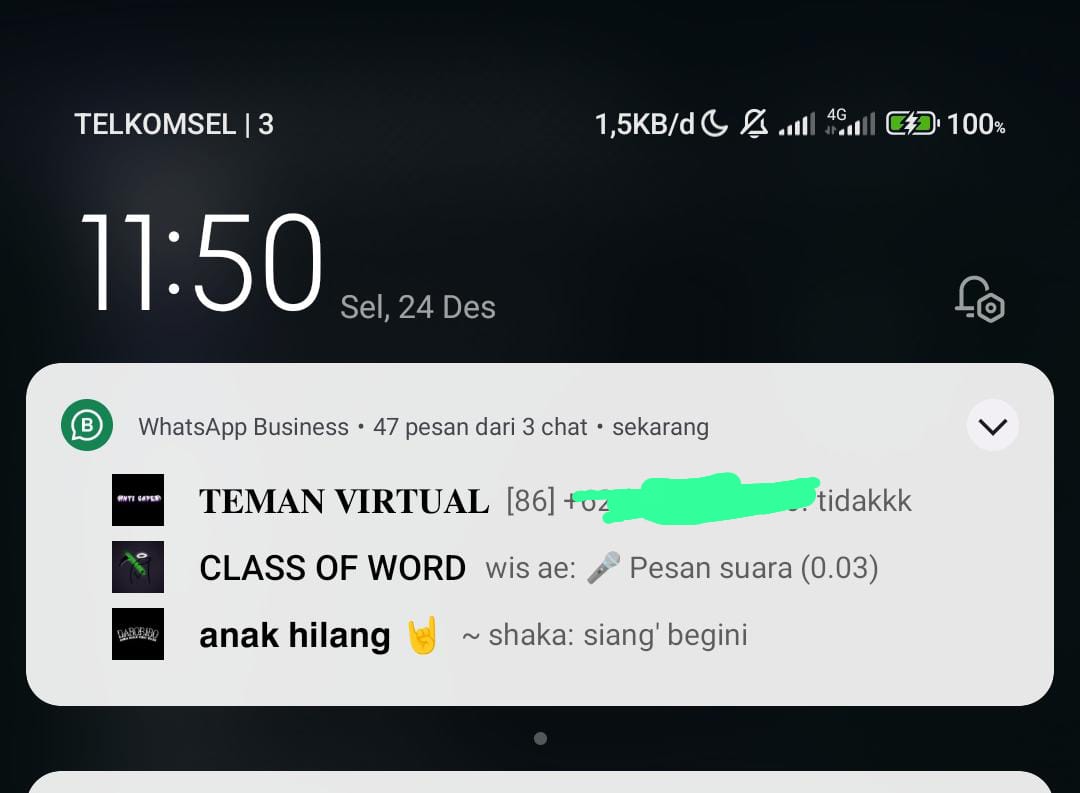 TELKOMSEL | 3 1,5KB/d 4G 100%
11:50 Sel, 24 Des
WhatsApp Business • 47 pesan dari 3 chat • sekarang
TEMAN VIRTUAL [86] +62 tidakkk
CLASS OF WORD wis ae: 🎤 Pesan suara (0.03)
anak hilang 🤘 ~ shaka: siang' begini